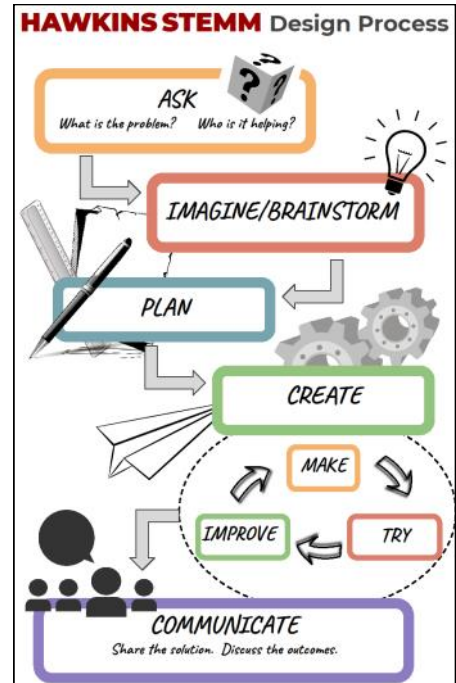 HAWKINS STEMM Design Process
ASK
What is the problem? Who is it helping?
IMAGINE/BRAINSTORM
PLAN
CREATE
MAKE
IMPROVE
TRY
COMMUNICATE
Share the solution. Discuss the outcomes.